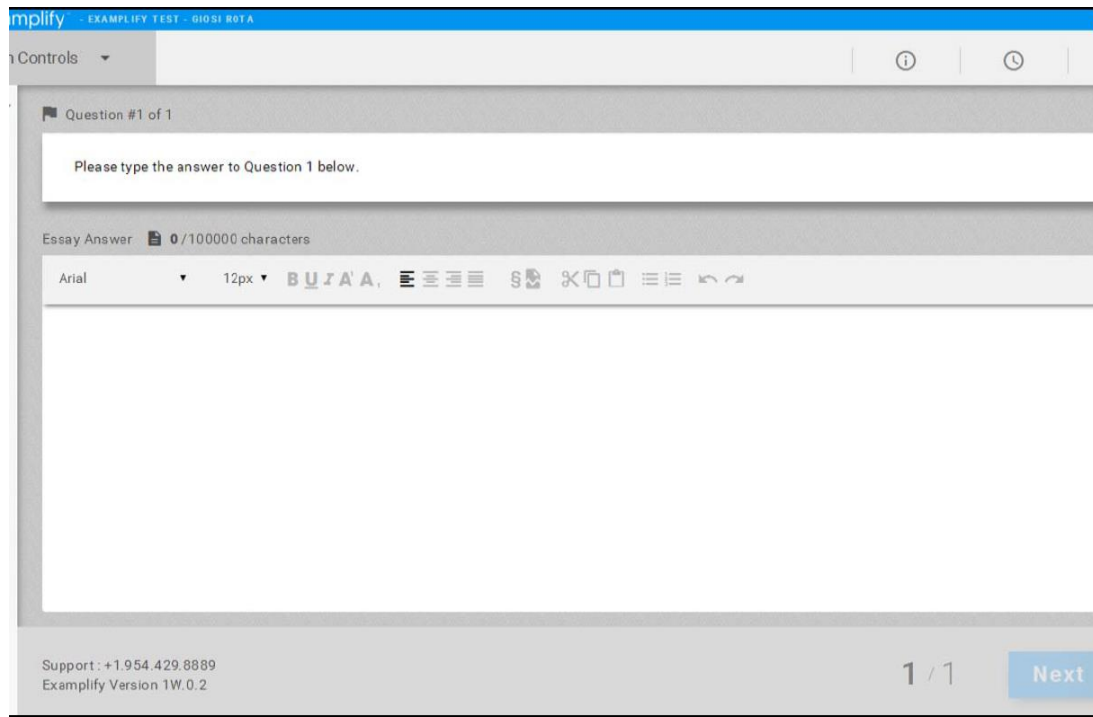 mplify - EXAMPLIFY TEST - GIOSI ROTA
n Controls
Question #1 of 1
Please type the answer to Question 1 below.
Essay Answer 0/100000 characters
Arial 12px B U I A' A, §
Support : +1.954.429.8889 1 / 1 Next
Examplify Version 1W.0.2